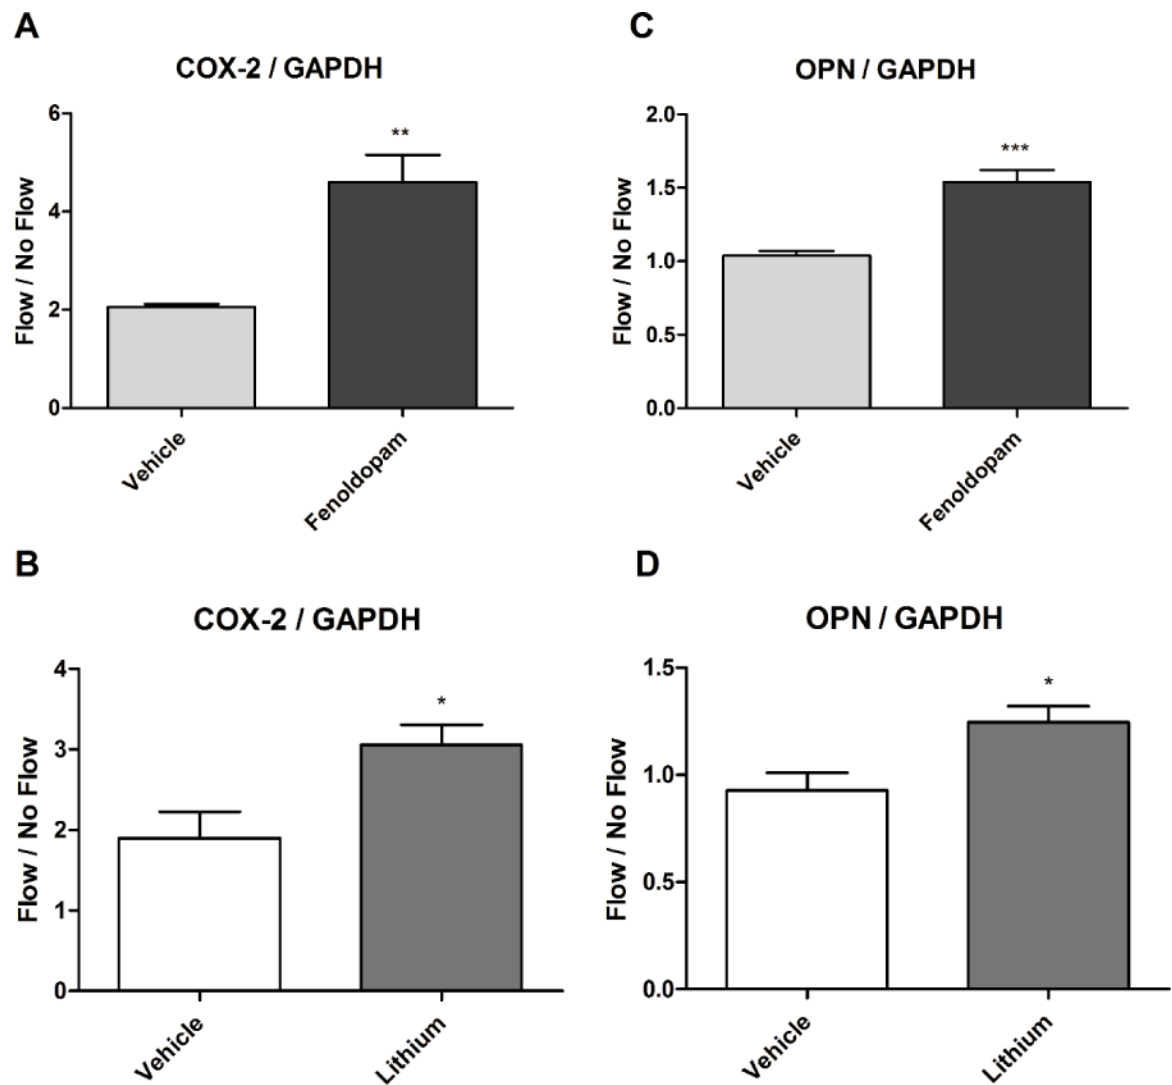 A
COX-2 / GAPDH
Flow / No Flow
6
4
2
0
**
Vehicle
Fenoldopam
C
OPN / GAPDH
Flow / No Flow
2.0
1.5
1.0
0.5
0.0
***
Vehicle
Fenoldopam
B
COX-2 / GAPDH
Flow / No Flow
4
3
2
1
0
*
Vehicle
Lithium
D
OPN / GAPDH
Flow / No Flow
1.5
1.0
0.5
0.0
*
Vehicle
Lithium